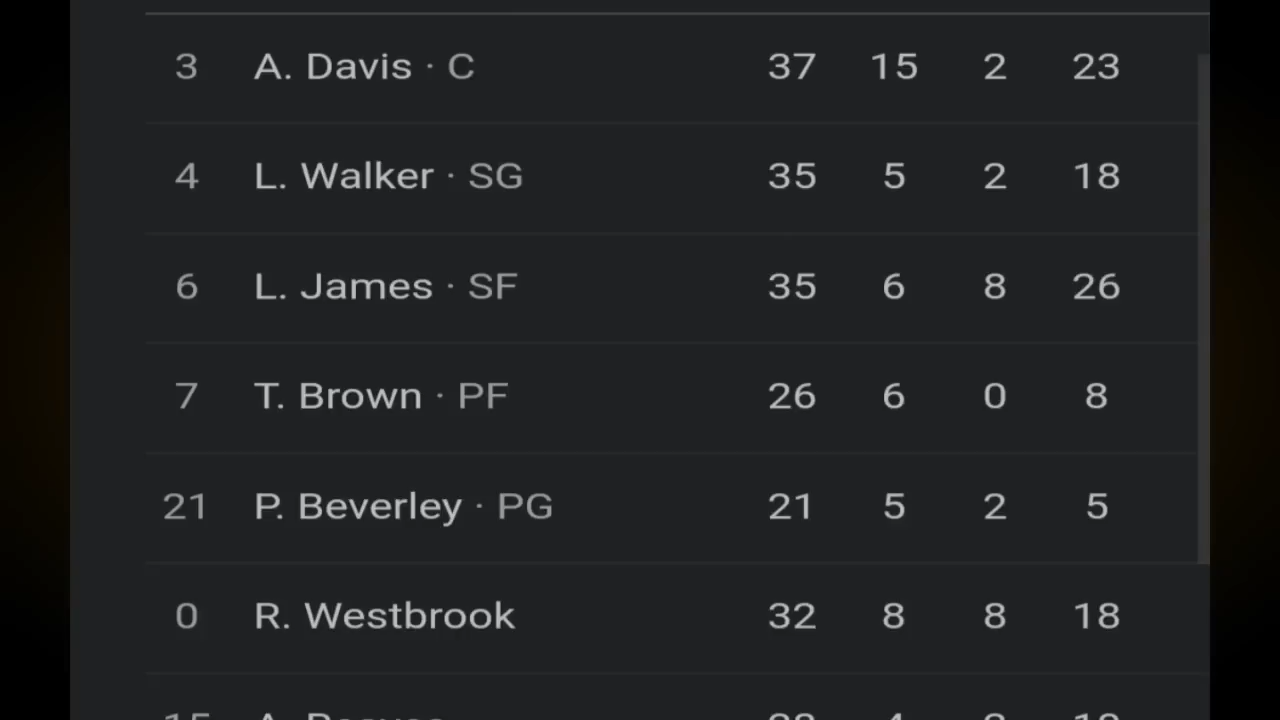 3 A. Davis · C 37 15 2 23
4 L. Walker · SG 35 5 2 18
6 L. James · SF 35 6 8 26
7 T. Brown · PF 26 6 0 8
21 P. Beverley · PG 21 5 2 5
0 R. Westbrook 32 8 8 18